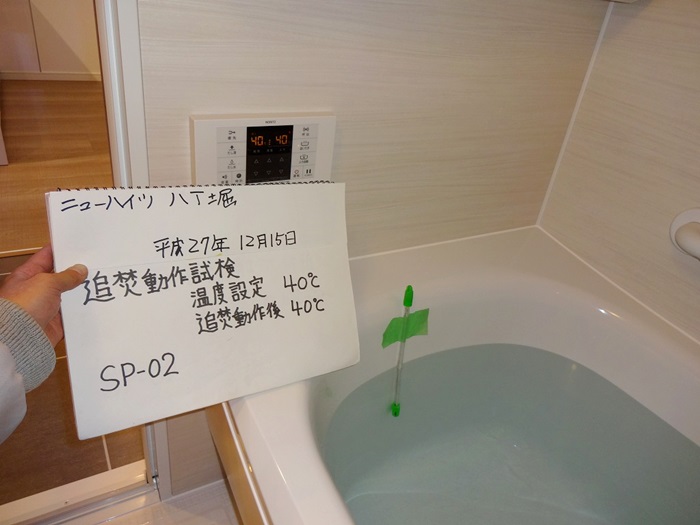 40 40
ニューハイツ 八丁堀
平成27年 12月15日
追焚動作試検
温度設定 40℃
追焚動作後 40℃
SP-02